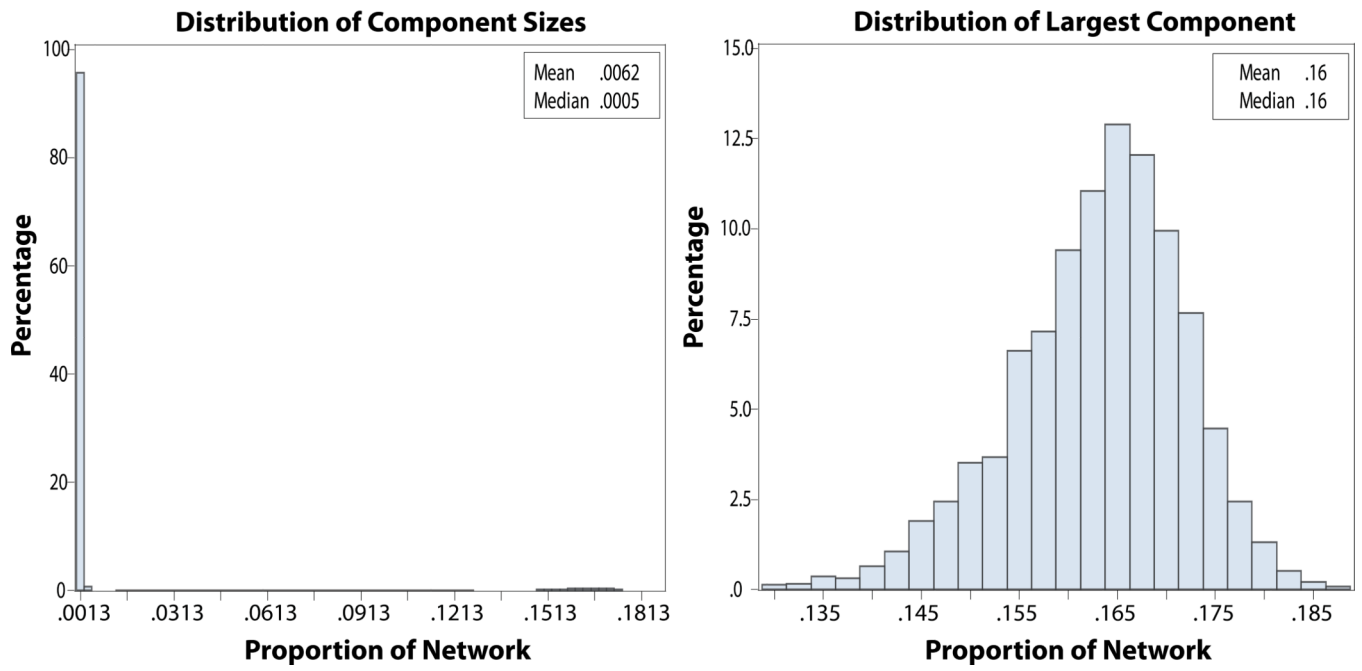 Distribution of Component Sizes
100
80
60
40
20
0
Percentage
Mean .0062
Median .0005
.0013 .0313 .0613 .0913 .1213 .1513 .1813
Proportion of Network
Distribution of Largest Component
15.0
12.5
10.0
7.5
5.0
2.5
.0
Percentage
Mean .16
Median .16
.135 .145 .155 .165 .175 .185
Proportion of Network